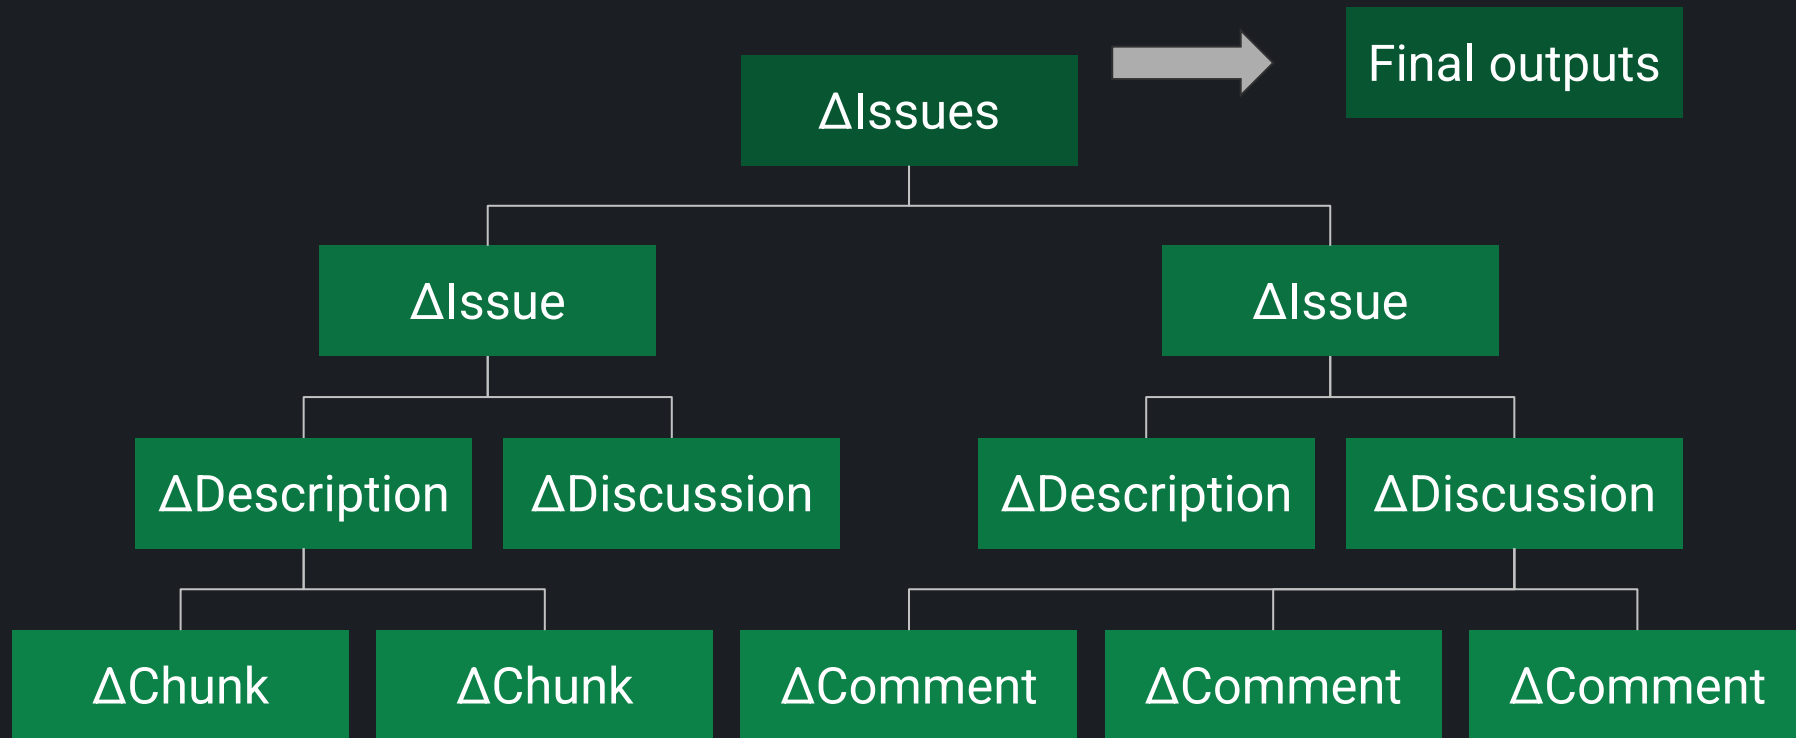 Final outputs
ΔIssues
ΔIssue
ΔIssue
ΔDescription
ΔDiscussion
ΔDescription
ΔDiscussion
ΔChunk
ΔChunk
ΔComment
ΔComment
ΔComment